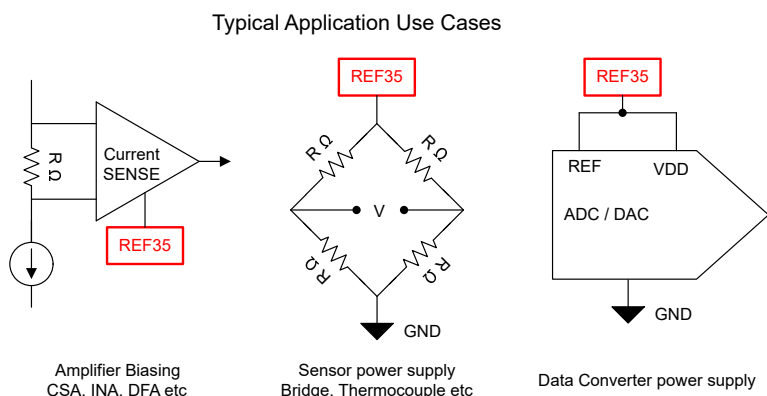 Typical Application Use Cases
R Ω
Current
SENSE
REF35
Amplifier Biasing
CSA, INA, DFA etc
REF35
R Ω
R Ω
V
R Ω
R Ω
GND
Sensor power supply
Bridge, Thermocouple etc
REF35
REF
VDD
ADC / DAC
GND
Data Converter power supply